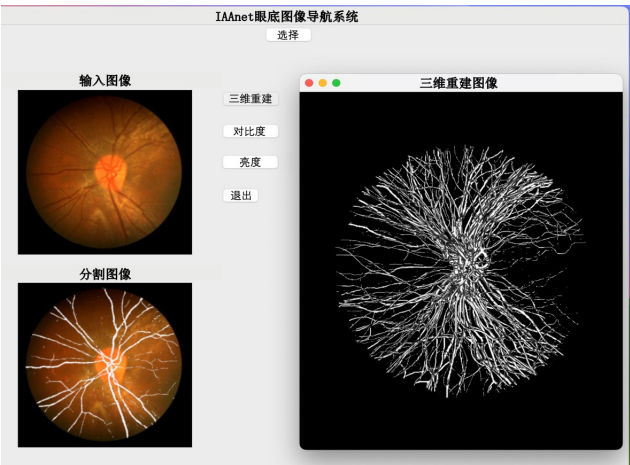 IAAnet眼底图像导航系统
选择
输入图像
三维重建
对比度
亮度
退出
分割图像
三维重建图像